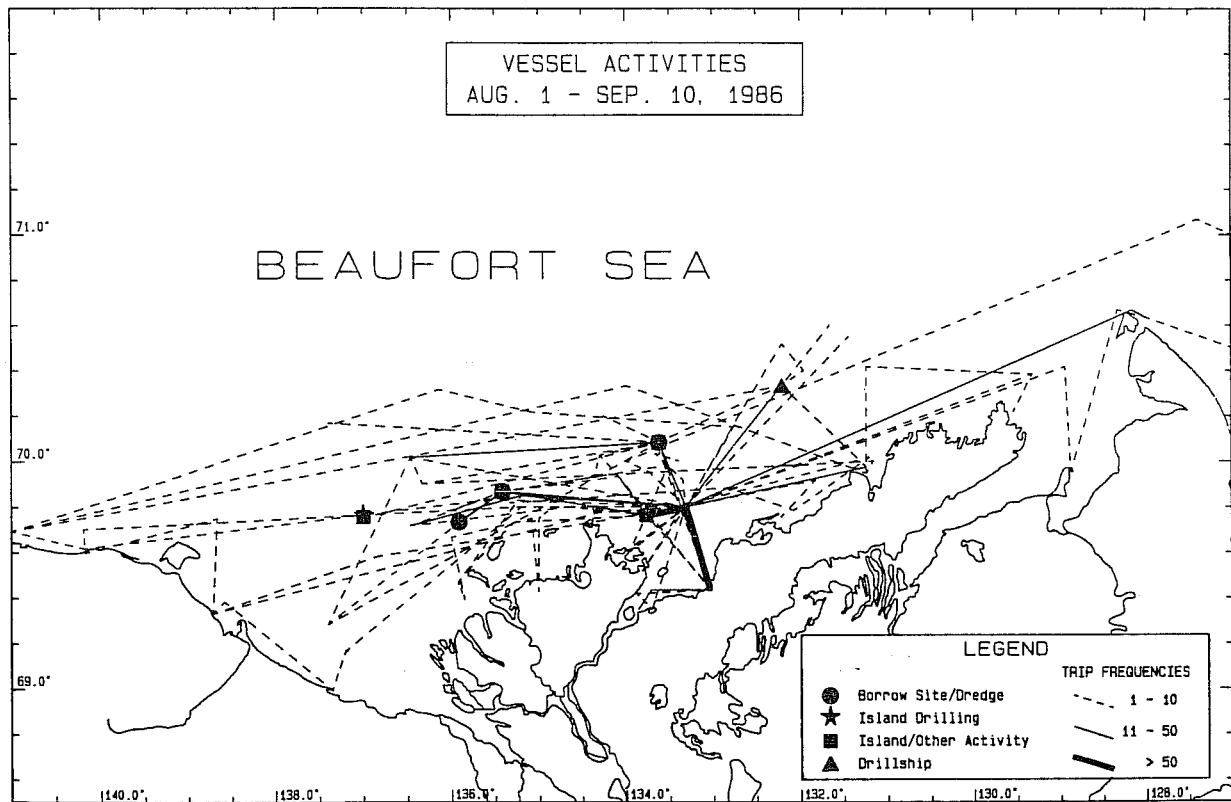 VESSEL ACTIVITIES
AUG. 1 - SEP. 10, 1986
71.0°
BEAUFORT SEA
70.0°
69.0°
LEGEND
TRIP FREQUENCIES
Borrow Site/Dredge
1 - 10
Island Drilling
11 - 50
Island/Other Activity
> 50
Drillship
140.0°
138.0°
136.0°
134.0°
132.0°
130.0°
128.0°